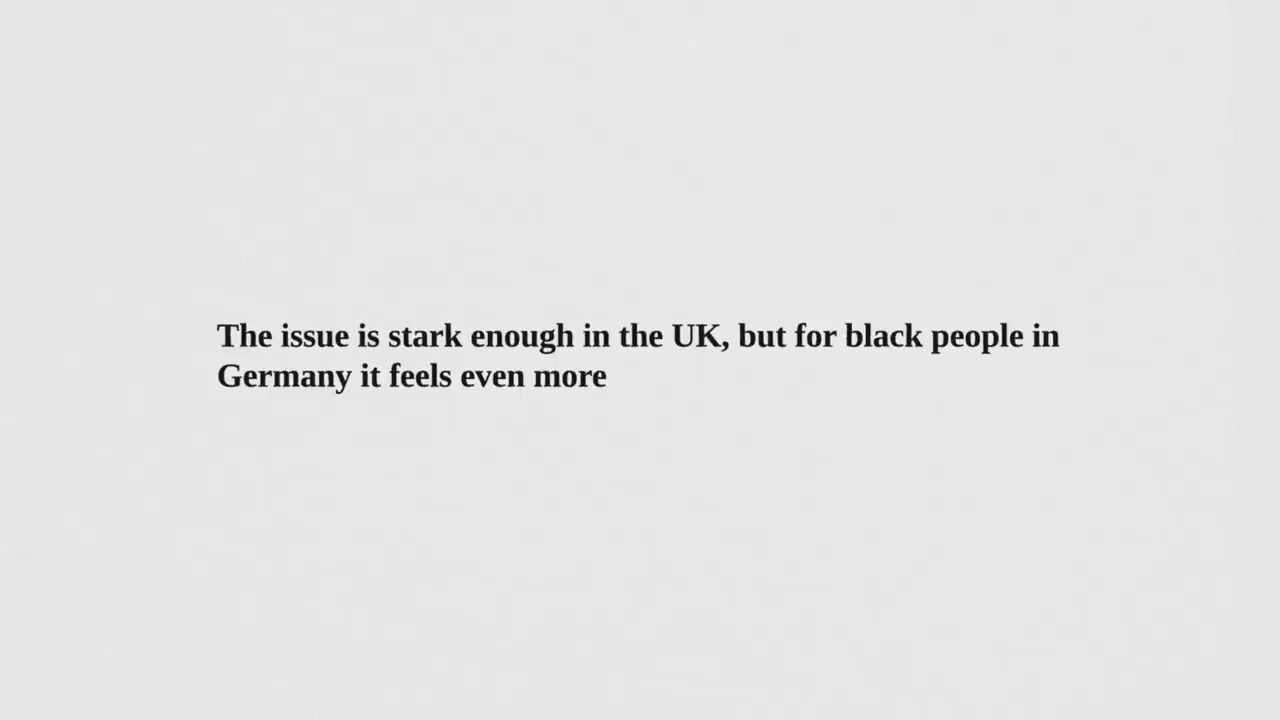 The issue is stark enough in the UK, but for black people in
Germany it feels even more